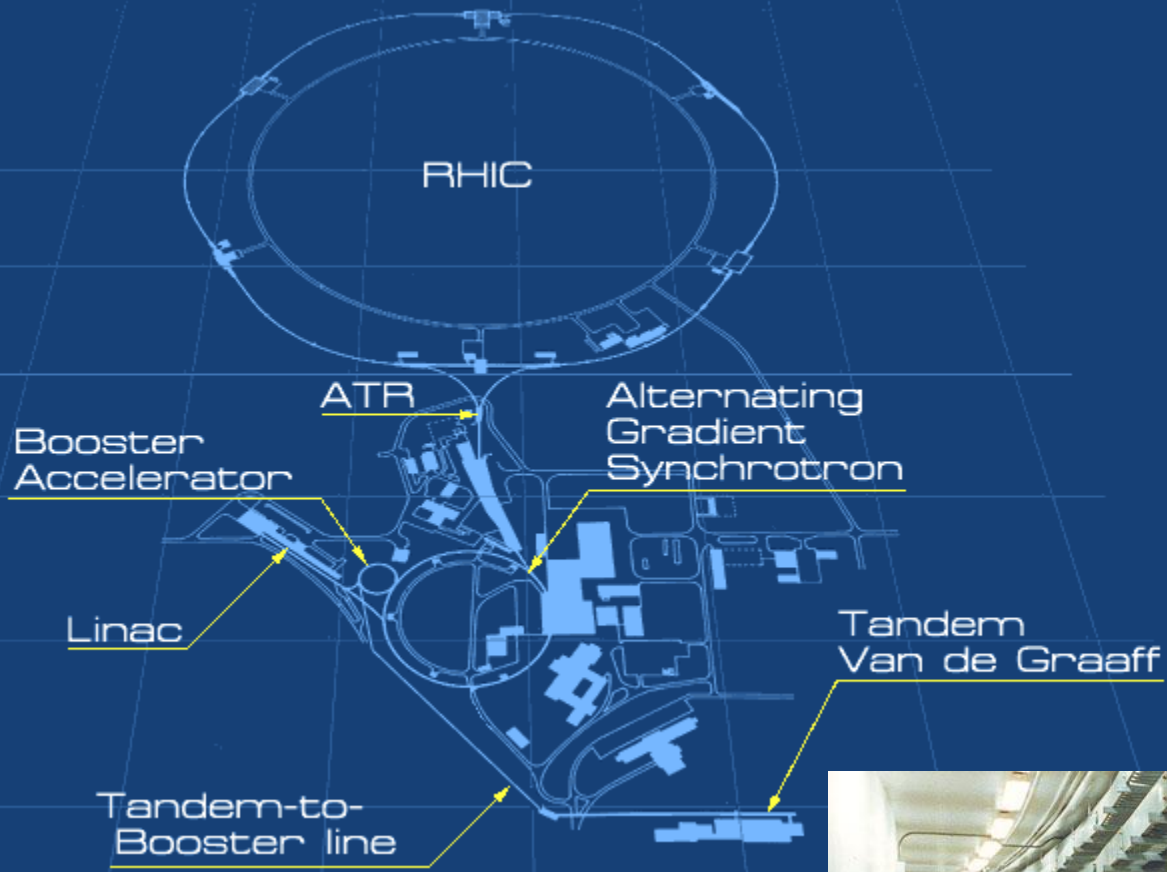 RHIC
ATR
Alternating
Gradient
Synchrotron
Booster
Accelerator
Linac
Tandem
Van de Graaff
Tandem-to-
Booster line